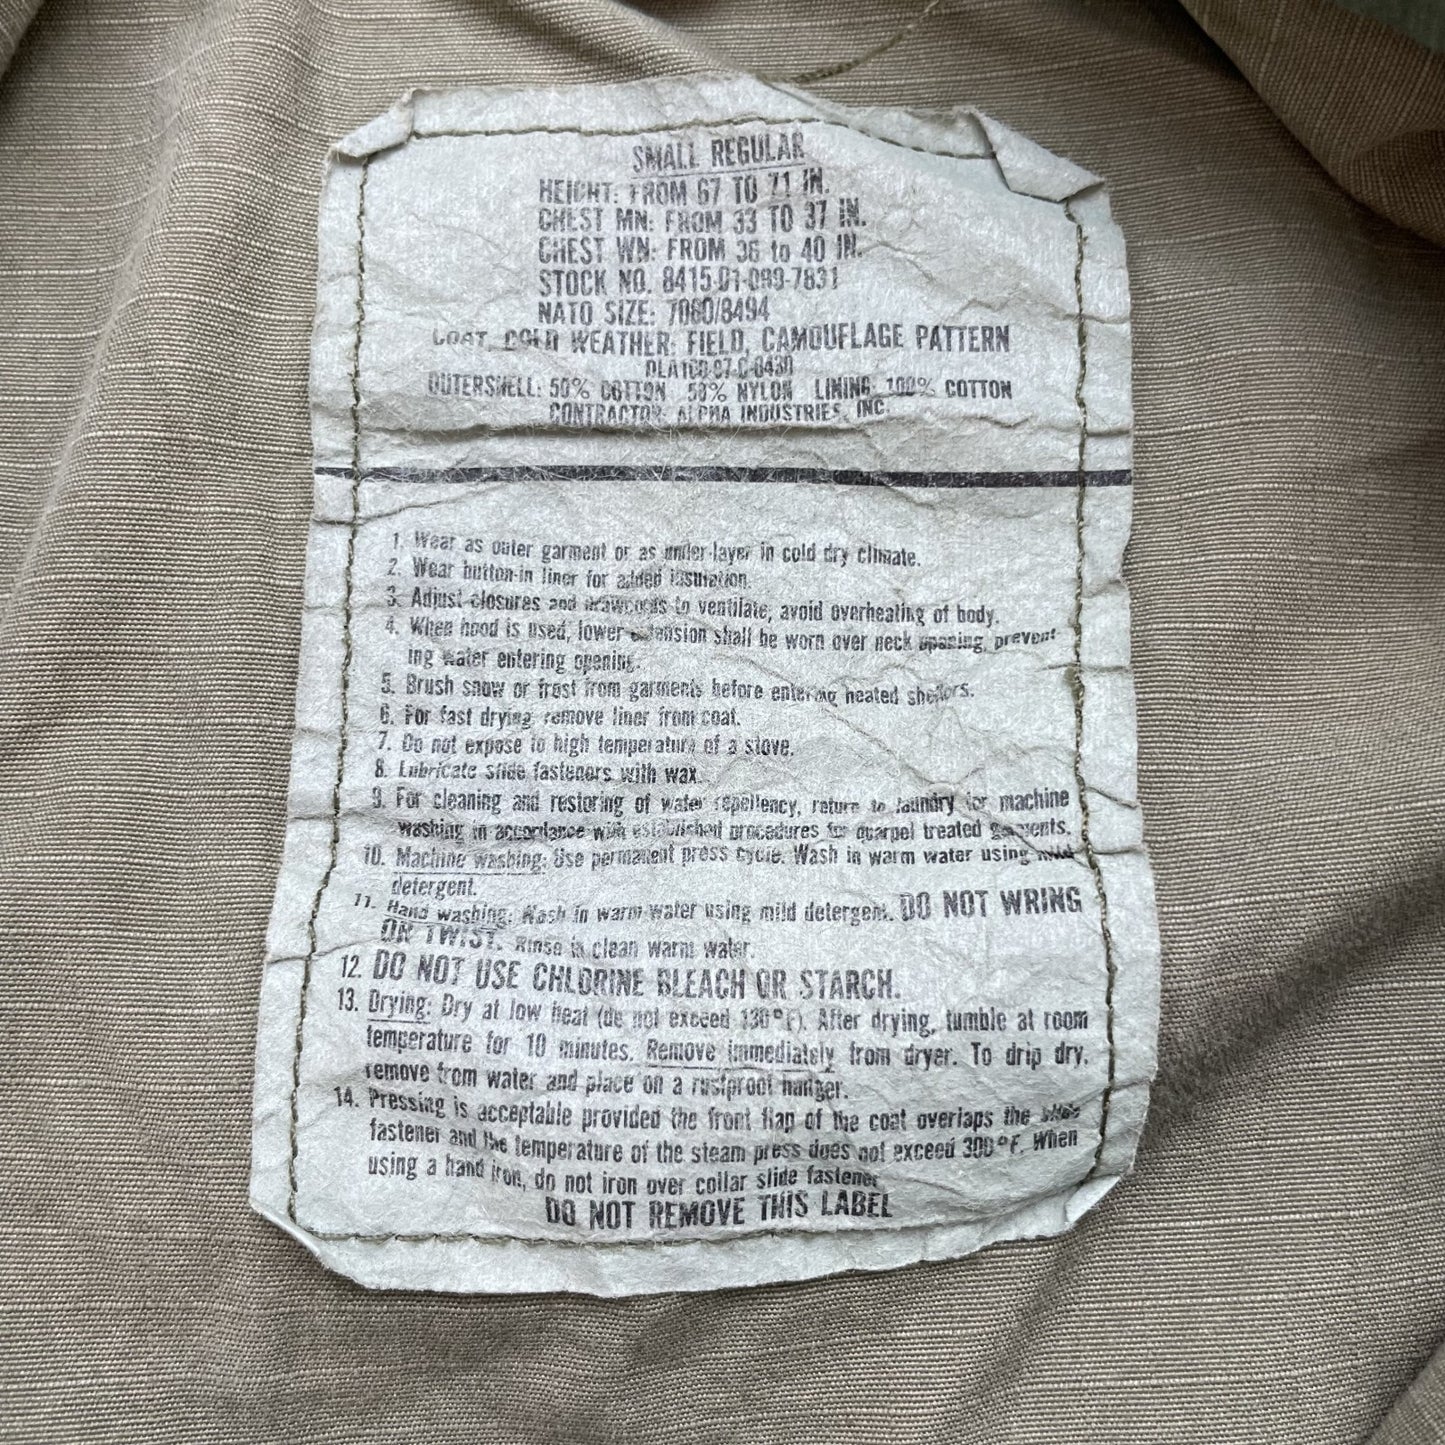 SMALL REGULAR
HEIGHT: FROM 67 TO 71 IN.
CHEST MN: FROM 33 TO 37 IN.
CHEST WN: FROM 36 to 40 IN.
STOCK NO. 8415-01-099-7831
NATO SIZE: 7080/8494
COAT, COLD WEATHER: FIELD, CAMOUFLAGE PATTERN
OUTERSHELL: 50% COTTON 50% NYLON LINING: 100% COTTON
CONTRACTOR: ALPHA INDUSTRIES, INC.
1. Wear as outer garment or as under-layer in cold dry climate.
2. Wear button-in liner for added insulation.
3. Adjust closures and drawcords to ventilate, avoid overheating of body.
4. When hood is used, lower extension shall be worn over neck opening, prevent-
ing water entering opening.
5. Brush snow or frost from garments before entering heated shelters.
6. For fast drying, remove liner from coat.
7. Do not expose to high temperature of a stove.
8. Lubricate slide fasteners with wax.
9. For cleaning and restoring of water repellency, return to laundry for machine
washing in accordance with established procedures for quarpel treated garments.
10. Machine washing: Use permanent press cycle. Wash in warm water using mild
detergent.
11. Hand washing: Wash in warm water using mild detergent. DO NOT WRING
OR TWIST. Rinse in clean warm water.
12. DO NOT USE CHLORINE BLEACH OR STARCH.
13. Drying: Dry at low heat (do not exceed 130°F). After drying, tumble at room
temperature for 10 minutes. Remove immediately from dryer. To drip dry,
remove from water and place on a rustproof hanger.
14. Pressing is acceptable provided the front flap of the coat overlaps the slide
fastener and the temperature of the steam press does not exceed 300°F. When
using a hand iron, do not iron over collar slide fastener
DO NOT REMOVE THIS LABEL